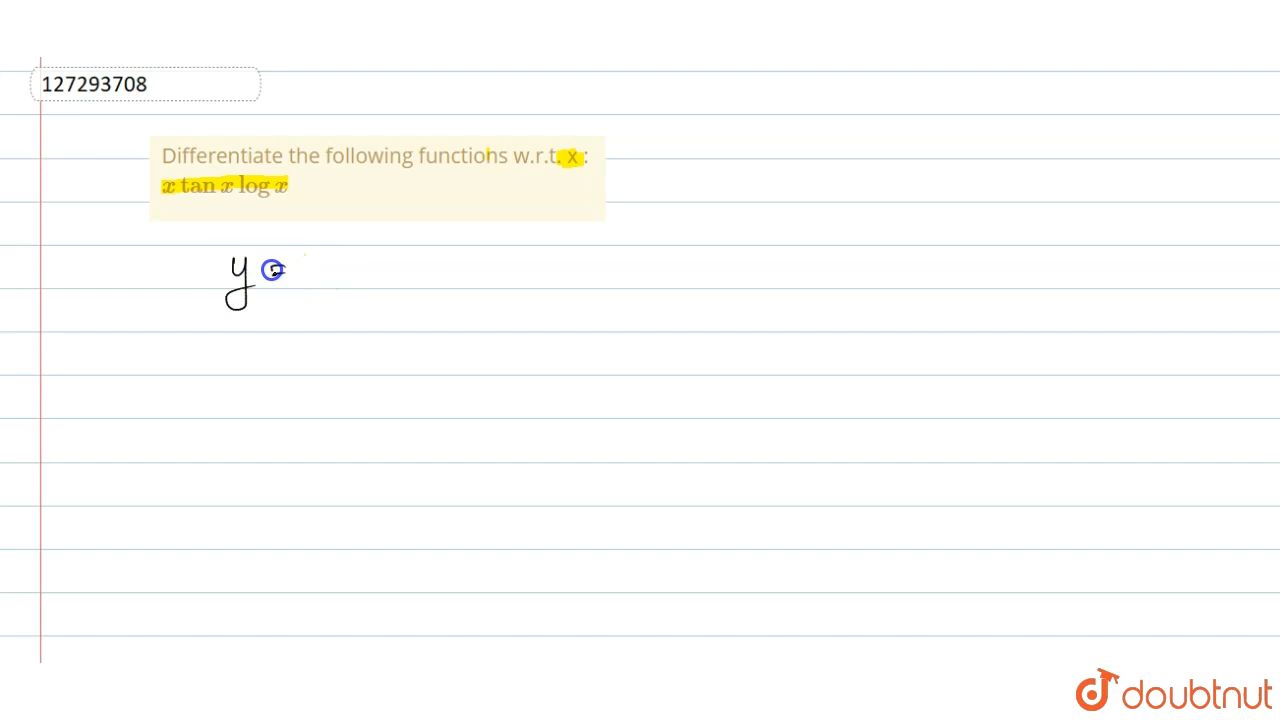 127293708
Differentiate the following functions w.r.t. x :
x tan x log x
y =
doubtnut